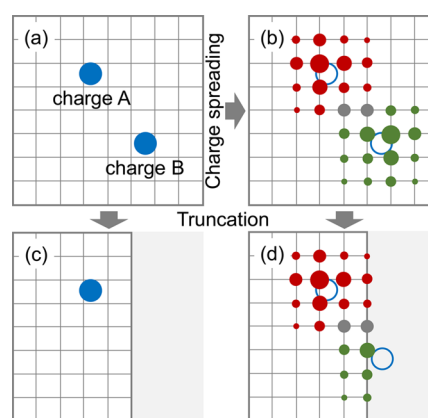 (a)
charge A
charge B
Charge spreading
(b)
Truncation
(c)
(d)